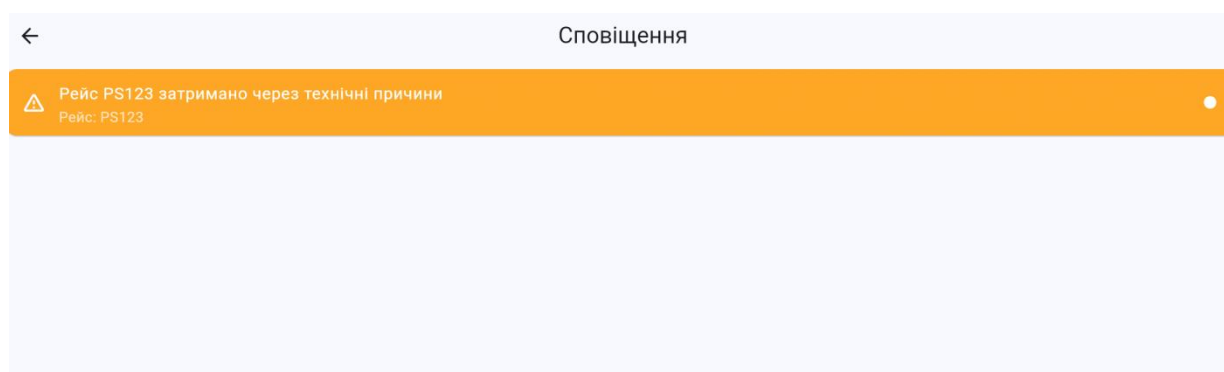 Сповіщення
Рейс PS123 затримано через технічні причини
Рейс: PS123